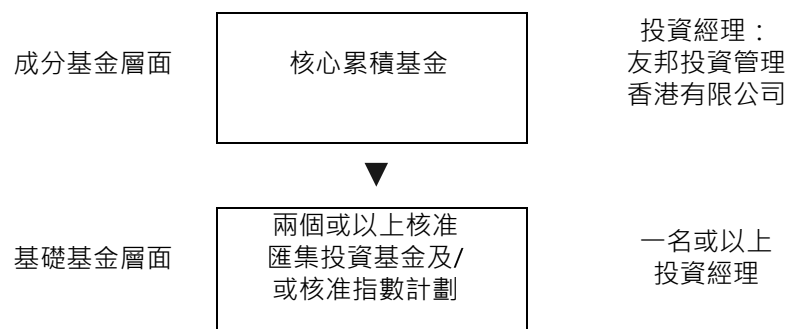 成分基金層面
核心累積基金
投資經理：
友邦投資管理
香港有限公司
基礎基金層面
兩個或以上核准
匯集投資基金及/
或核准指數計劃
一名或以上
投資經理